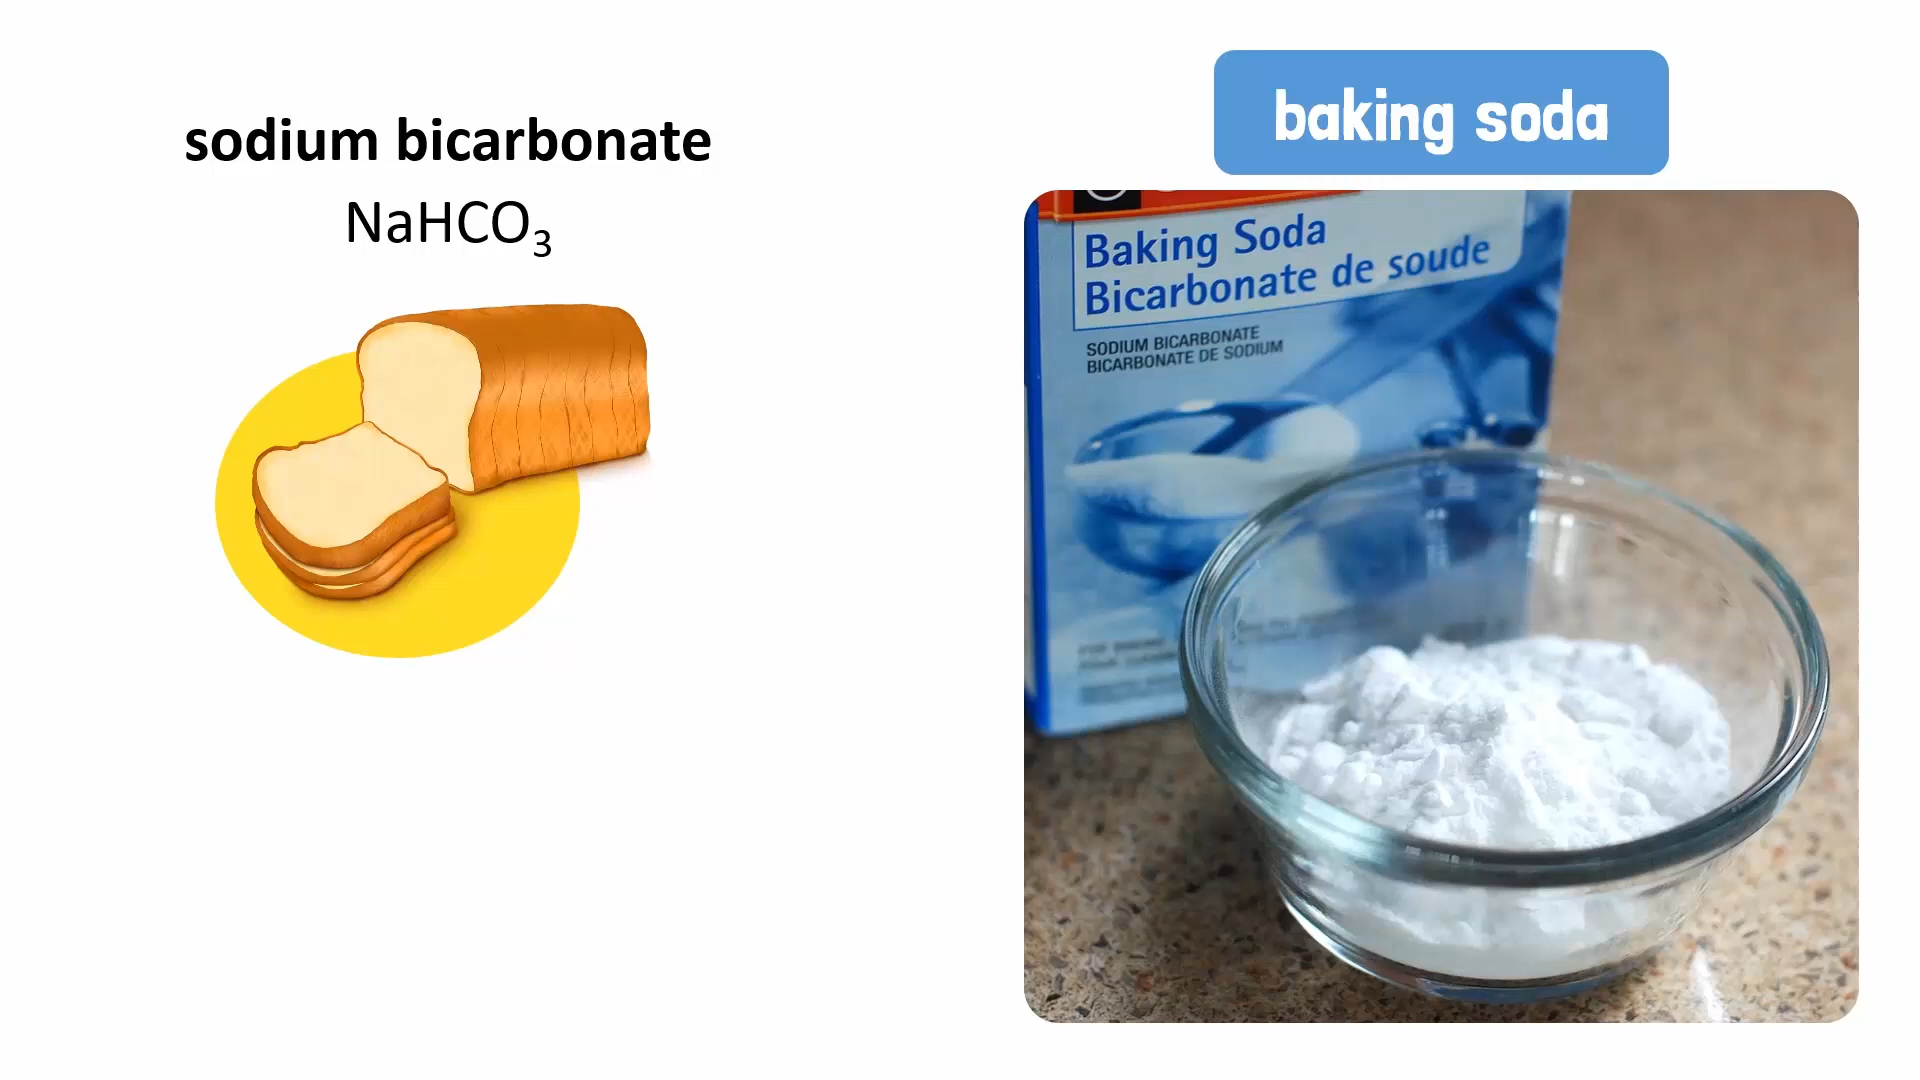 sodium bicarbonate
NaHCO₃
baking soda
Baking Soda
Bicarbonate de soude
SODIUM BICARBONATE
BICARBONATE DE SODIUM